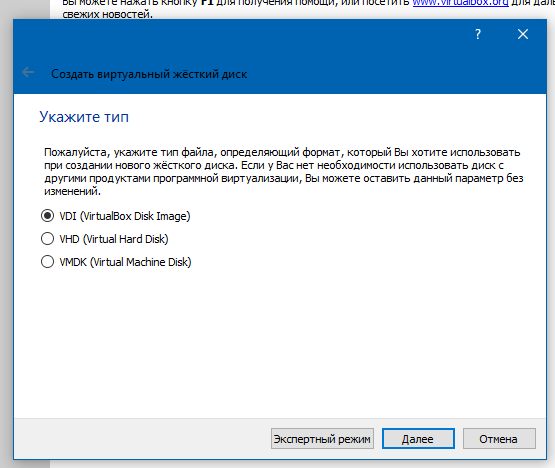 Вы можете нажать кнопку F1 для получения помощи, или посетить www.virtualbox.org для
свежих новостей.
?
Создать виртуальный жёсткий диск
Укажите тип
Пожалуйста, укажите тип файла, определяющий формат, который Вы хотите использовать
при создании нового жёсткого диска. Если у Вас нет необходимости использовать диск с
другими продуктами программной виртуализации, Вы можете оставить данный параметр без
изменений.
VDI (VirtualBox Disk Image)
VHD (Virtual Hard Disk)
VMDK (Virtual Machine Disk)
Экспертный режим Далее Отмена